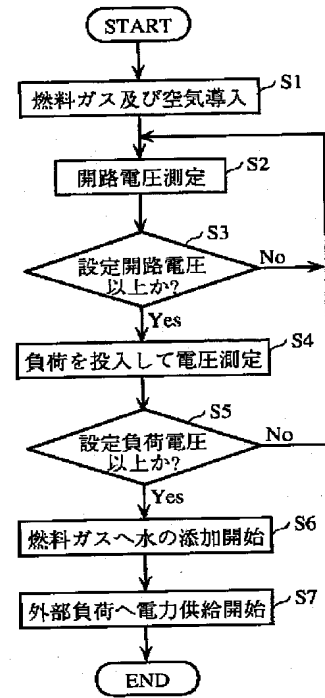 START
S1
燃料ガス及び空気導入
S2
開路電圧測定
S3
設定開路電圧
以上か?
No
Yes
S4
負荷を投入して電圧測定
S5
設定負荷電圧
以上か?
No
Yes
S6
燃料ガスへ水の添加開始
S7
外部負荷へ電力供給開始
END